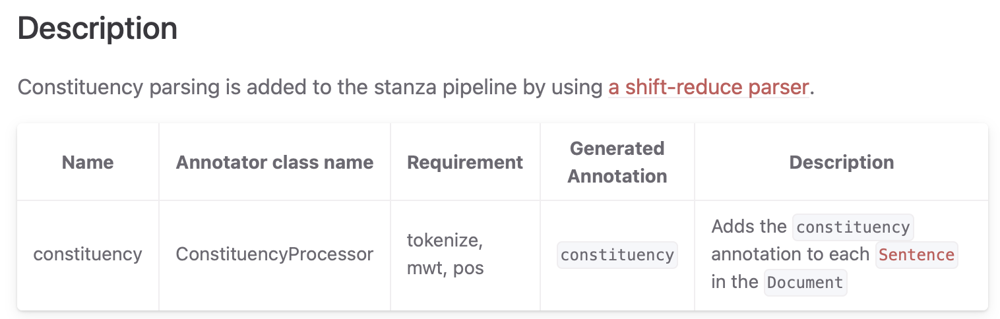 Description
Constituency parsing is added to the stanza pipeline by using a shift-reduce parser.
Name Annotator class name Requirement Generated Annotation Description
constituency ConstituencyProcessor tokenize, mwt, pos constituency Adds the constituency annotation to each Sentence in the Document